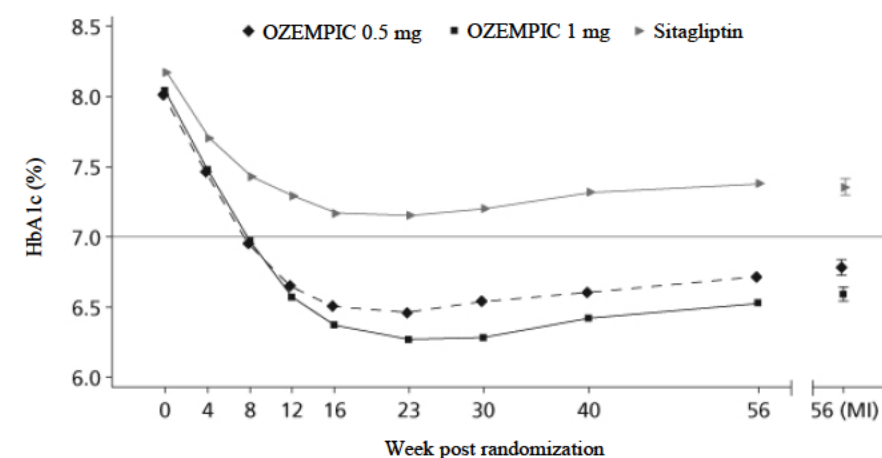 OZEMPIC 0.5 mg OZEMPIC 1 mg Sitagliptin
8.5
8.0
7.5
7.0
6.5
6.0
HbA1c (%)
0 4 8 12 16 23 30 40 56 56 (MI)
Week post randomization